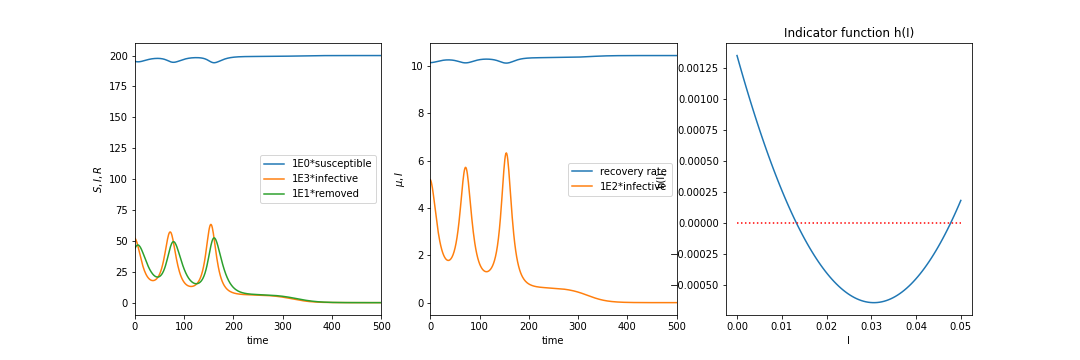 200
175
150
125
100
75
50
25
0
S, I, R
1E0*susceptible
1E3*infective
1E1*removed
0 100 200 300 400 500
time
10
8
6
4
2
0
μ, I
recovery rate
1E2*infective
0 100 200 300 400 500
time
Indicator function h(I)
0.00125
0.00100
0.00075
0.00050
0.00025
0.00000
−0.00025
−0.00050
h(I)
0.00 0.01 0.02 0.03 0.04 0.05
I